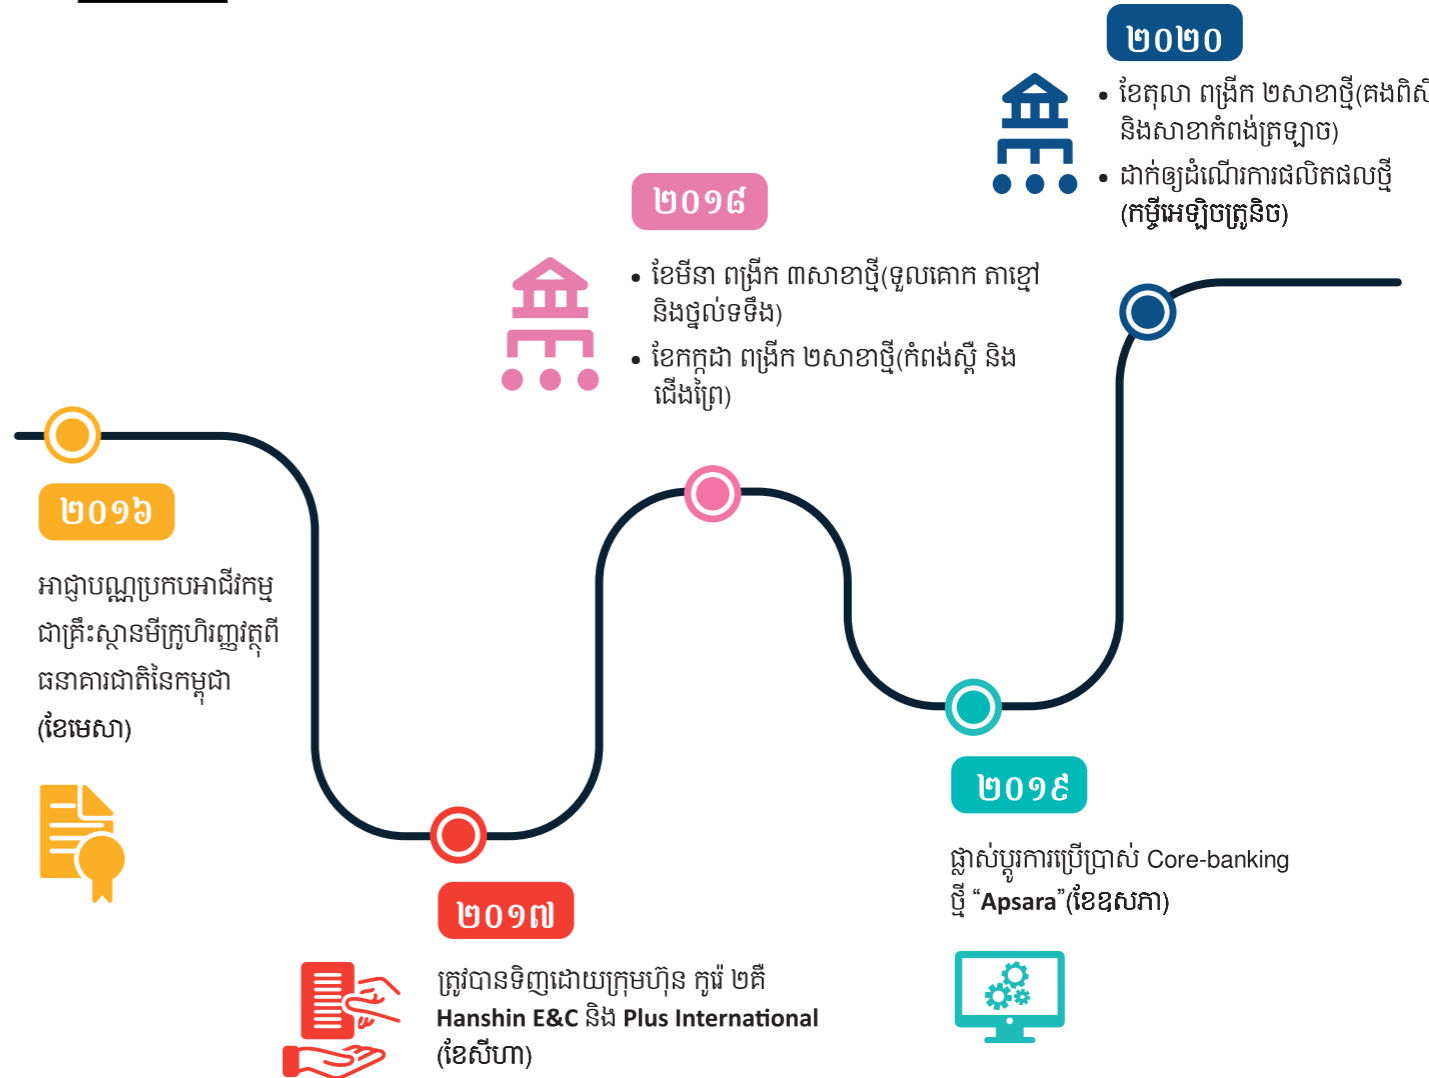 ២០១៦
អាជ្ញាបណ្ណប្រកបអាជីវកម្ម
ជាគ្រឹះស្ថានមីក្រូហិរញ្ញវត្ថុពី
ធនាគារជាតិនៃកម្ពុជា
(ខែមេសា)
២០១៧
ត្រូវបានទិញដោយក្រុមហ៊ុន កូរ៉េ ២គឺ
Hanshin E&C និង Plus International
(ខែសីហា)
២០១៨
• ខែមីនា ពង្រីក ៣សាខាថ្មី(ទួលគោក តាខ្មៅ
និងថ្នល់ទទឹង)
• ខែកក្កដា ពង្រីក ២សាខាថ្មី(កំពង់ស្ពឺ និង
ជើងព្រៃ)
២០១៩
ផ្លាស់ប្តូរការប្រើប្រាស់ Core-banking
ថ្មី “Apsara”(ខែឧសភា)
២០២០
• ខែតុលា ពង្រីក ២សាខាថ្មី(គងពិសី
និងសាខាកំពង់ត្រឡាច)
• ដាក់ឲ្យដំណើរការផលិតផលថ្មី
(កម្ចីអេឡិចត្រូនិច)